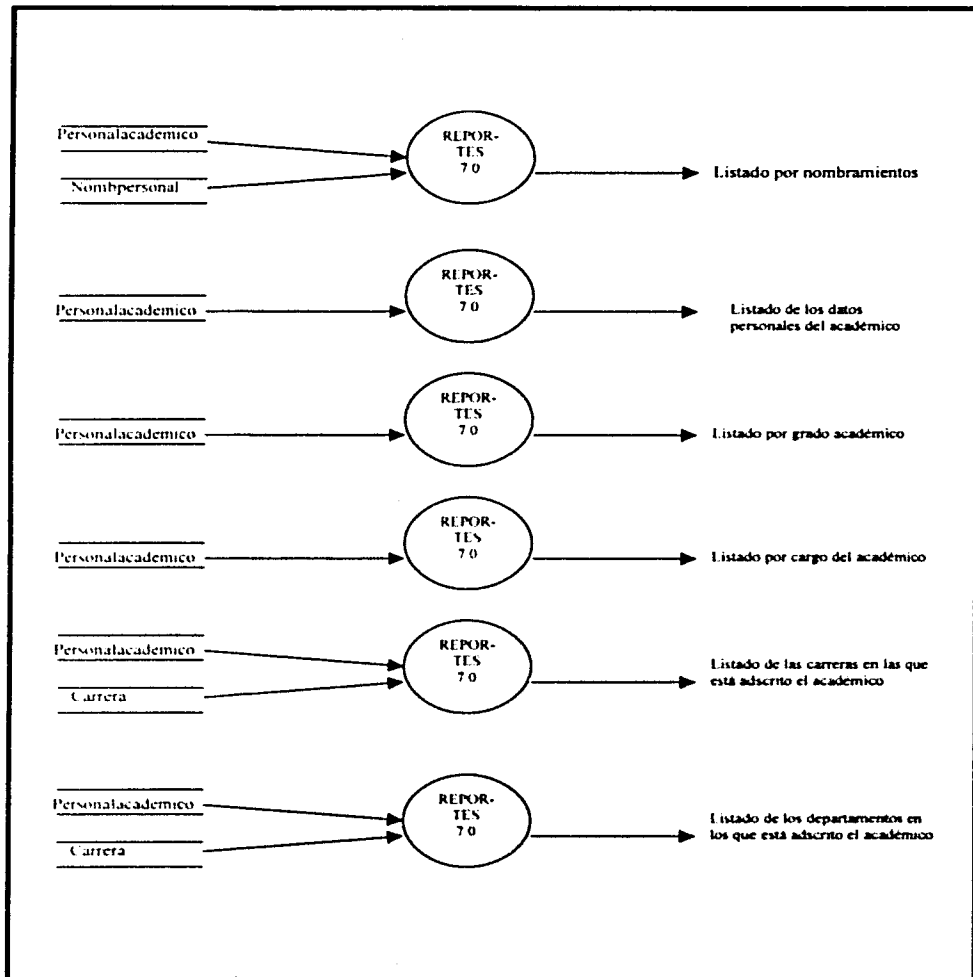 Personalacademico
Nombpersonal
REPOR-
TES
7 0
Listado por nombramientos
Personalacademico
REPOR-
TES
7 0
Listado de los datos
personales del académico
Personalacademico
REPOR-
TES
7 0
Listado por grado académico
Personalacademico
REPOR-
TES
7 0
Listado por cargo del académico
Personalacademico
Carrera
REPOR-
TES
7 0
Listado de las carreras en las que
está adscrito el académico
Personalacademico
Carrera
REPOR-
TES
7 0
Listado de los departamentos en
los que está adscrito el académico